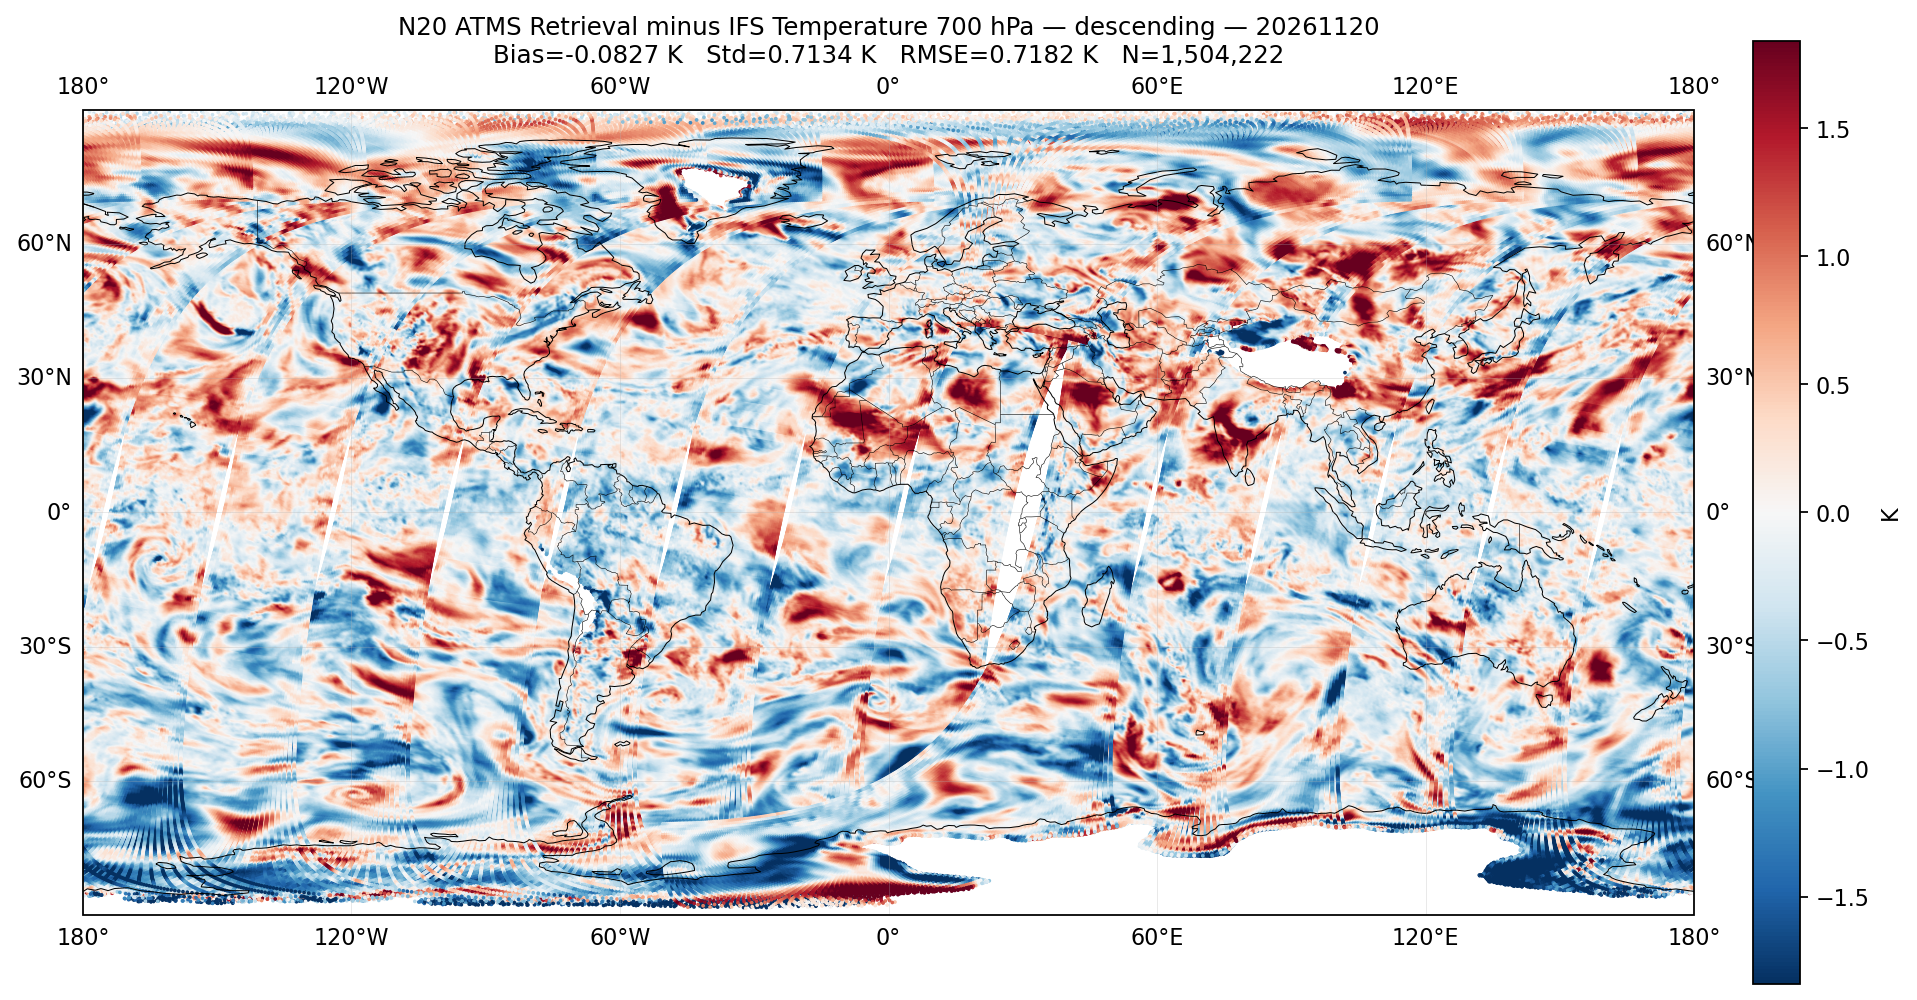 N20 ATMS Retrieval minus IFS Temperature 700 hPa — descending — 20261120
Bias=-0.0827 K   Std=0.7134 K   RMSE=0.7182 K   N=1,504,222
180° 120°W 60°W 0° 60°E 120°E 180°
60°N 60°N
30°N 30°N
0° 0°
30°S 30°S
60°S 60°S
180° 120°W 60°W 0° 60°E 120°E 180°
1.5
1.0
0.5
0.0
−0.5
−1.0
−1.5
K